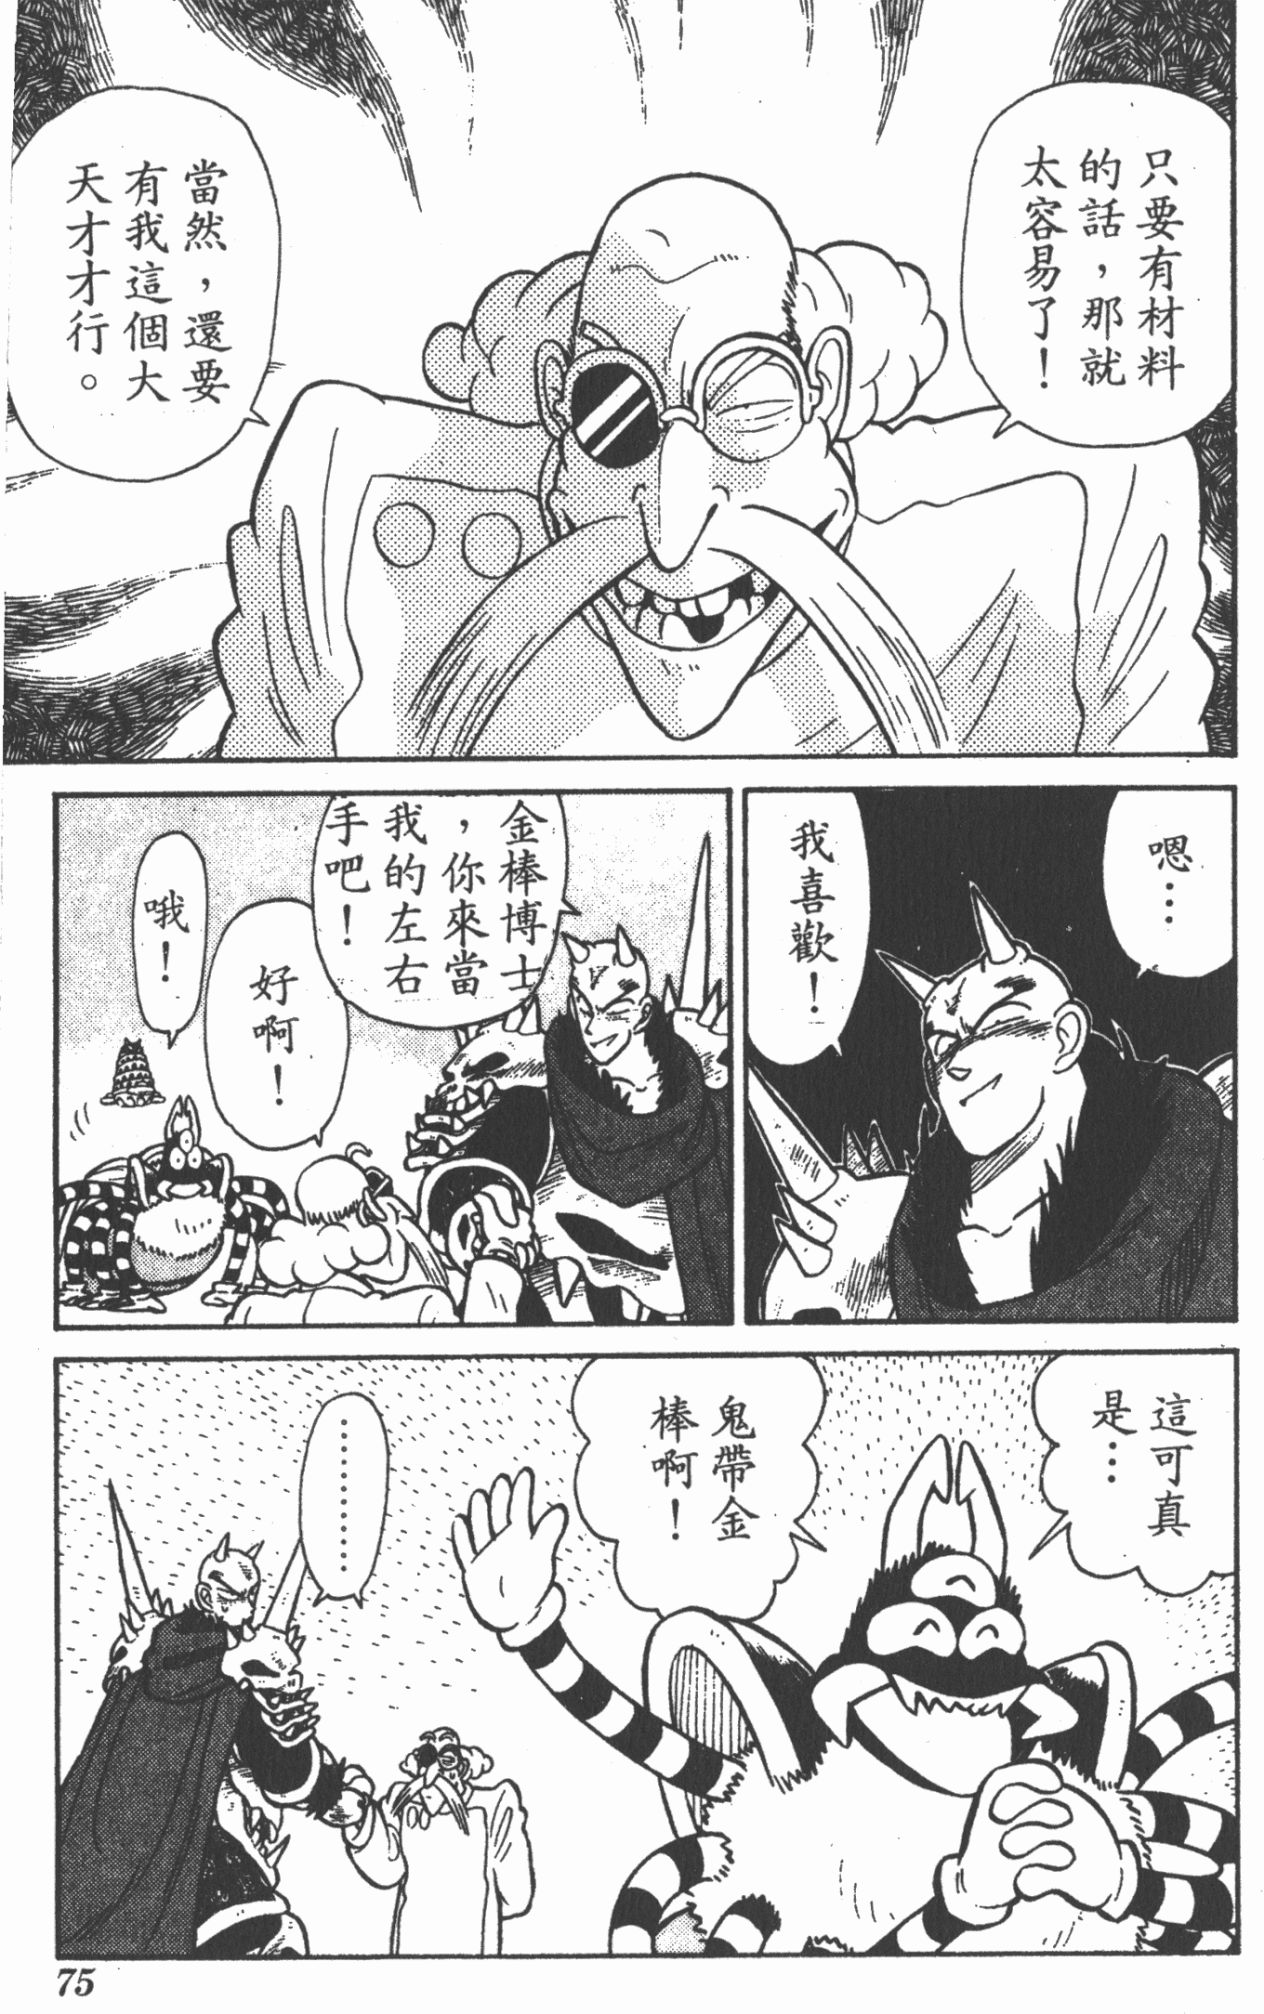 只要有材料
的話，那就
太容易了！
當然，還要
有我這個大
天才才行。
嗯…
我喜歡！
金棒博士
，你來當
我的左右
手吧！
好啊！
哦！
這可真
是…
鬼帶金
棒啊！
…………
75